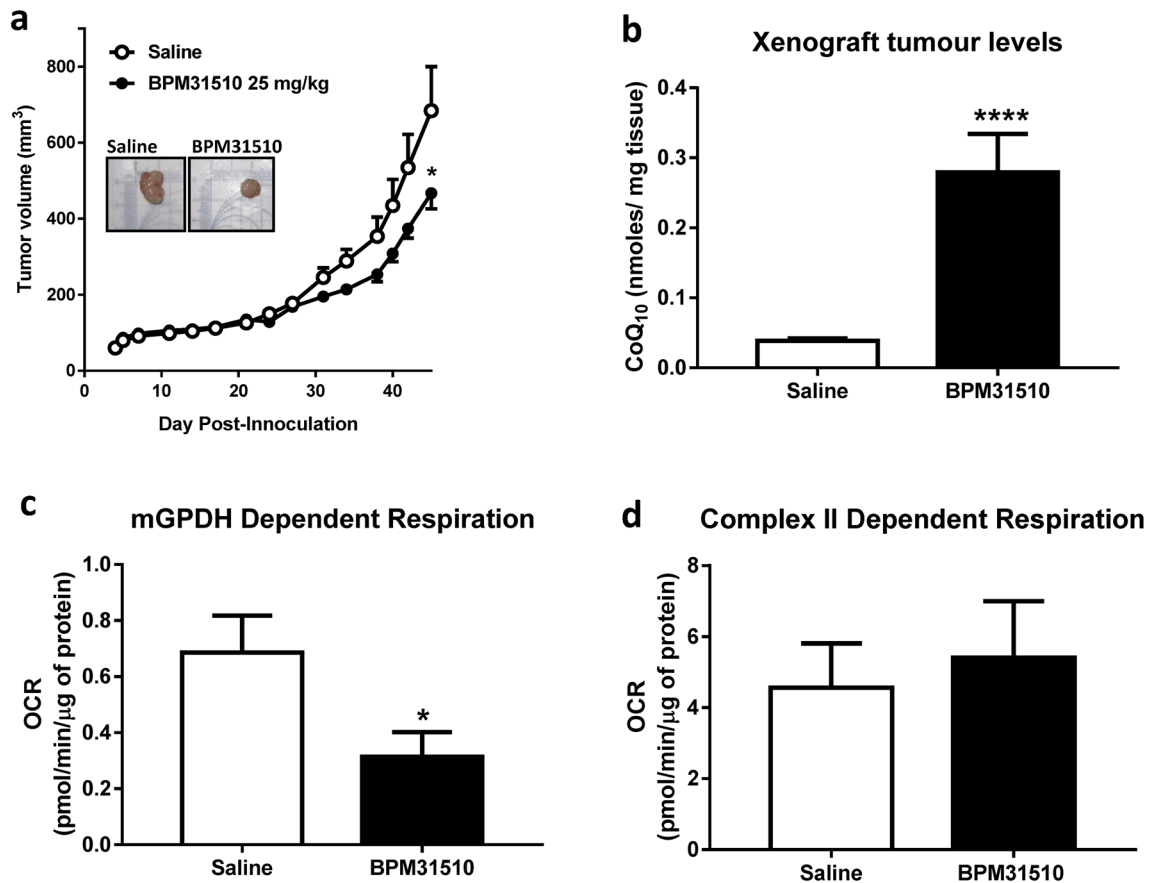 a
Saline
BPM31510 25 mg/kg
Saline
BPM31510
*
Tumor volume (mm3)
800
600
400
200
0
0 10 20 30 40
Day Post-Innoculation
b
Xenograft tumour levels
****
CoQ10 (nmoles/ mg tissue)
0.4
0.3
0.2
0.1
0.0
Saline BPM31510
c
mGPDH Dependent Respiration
*
OCR
(pmol/min/μg of protein)
1.0
0.8
0.6
0.4
0.2
0.0
Saline BPM31510
d
Complex II Dependent Respiration
OCR
(pmol/min/μg of protein)
8
6
4
2
0
Saline BPM31510